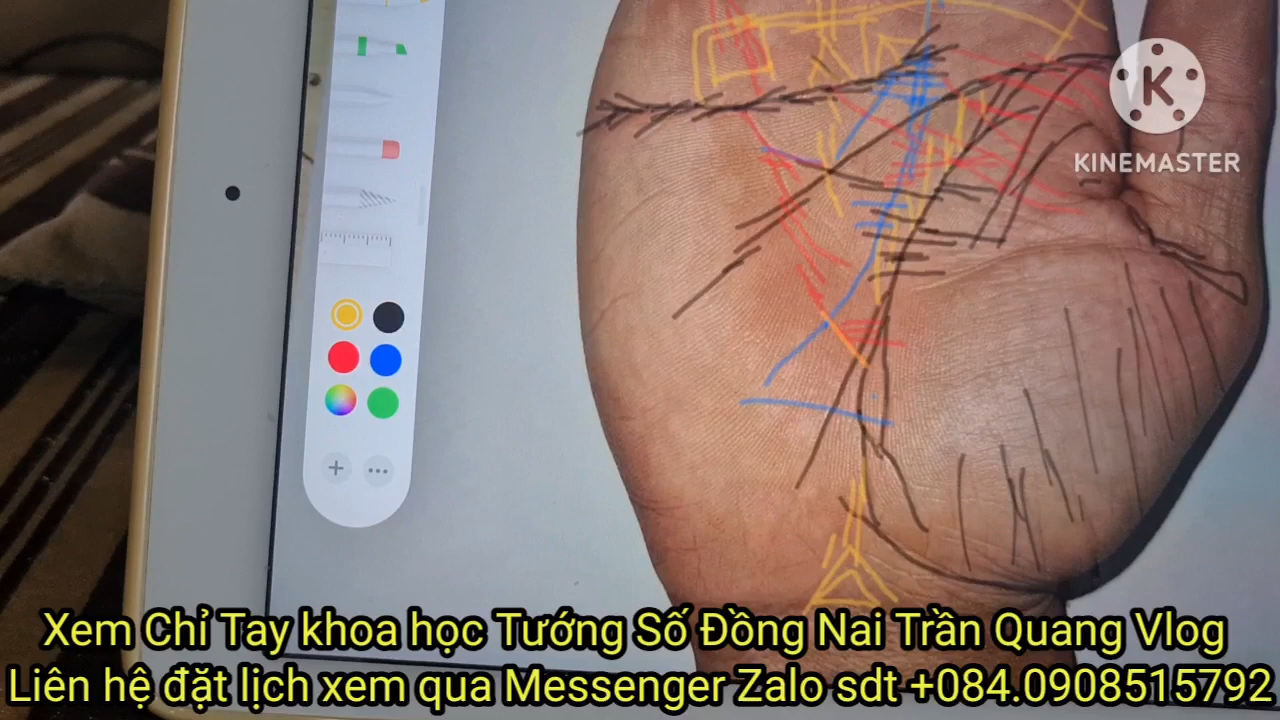 K
KINEMASTER
Xem Chỉ Tay khoa học Tướng Số Đồng Nai Trần Quang Vlog
Liên hệ đặt lịch xem qua Messenger Zalo sdt +084.0908515792